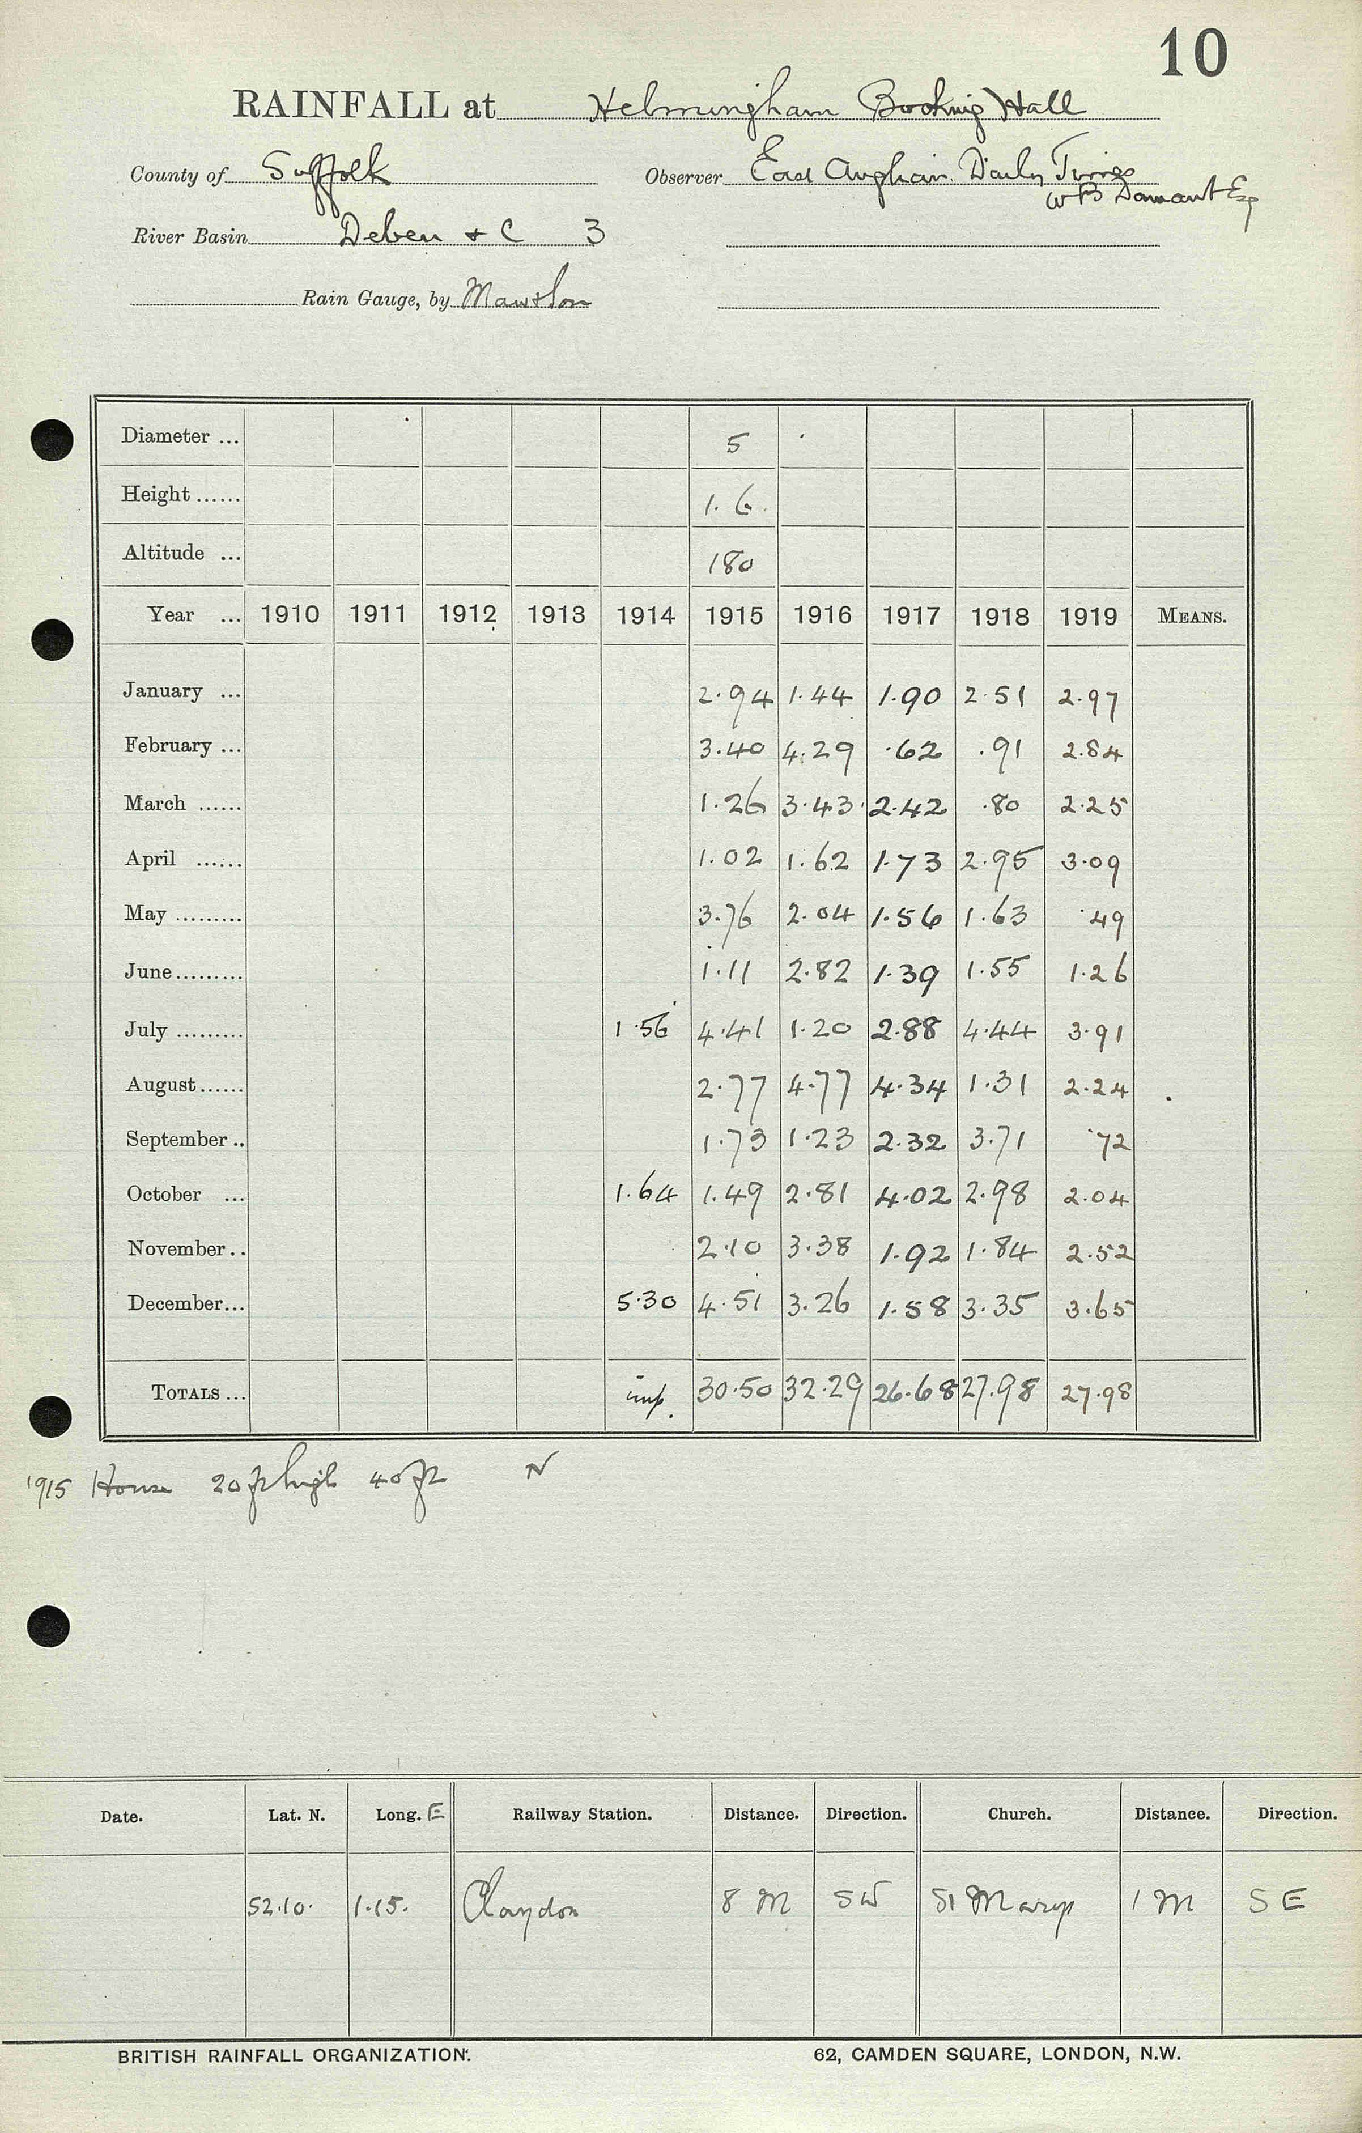 10
RAINFALL at Helmingham Bocking Hall
County of Suffolk Observer East Anglian Daily Times
W B Damant Esq
River Basin Deben & C 3
Rain Gauge, by Mawson
Diameter ... 5
Height ...... 1. 6.
Altitude ... 180
Year ... 1910 1911 1912 1913 1914 1915 1916 1917 1918 1919 MEANS.
January ... 2.94 1.44 1.90 2.51 2.97
February ... 3.40 4.29 .62 .91 2.84
March ...... 1.26 3.43 2.42 .80 2.25
April ...... 1.02 1.62 1.73 2.95 3.09
May ......... 3.76 2.04 1.56 1.63 .49
June ......... 1.11 2.82 1.39 1.55 1.26
July ......... 1.56 4.41 1.20 2.88 4.44 3.91
August ...... 2.77 4.77 4.34 1.31 2.24
September .. 1.73 1.23 2.32 3.71 .72
October ... 1.64 1.49 2.81 4.02 2.98 2.04
November .. 2.10 3.38 1.92 1.84 2.52
December... 5.30 4.51 3.26 1.58 3.35 3.65
TOTALS ... imp. 30.50 32.29 26.68 27.98 27.98
1915 House 20 ft high 40 ft N
Date. Lat. N. Long. E Railway Station. Distance. Direction. Church. Distance. Direction.
52.10. 1.15. Claydon 8 M SW St Marys 1 M S E
BRITISH RAINFALL ORGANIZATION. 62, CAMDEN SQUARE, LONDON, N.W.